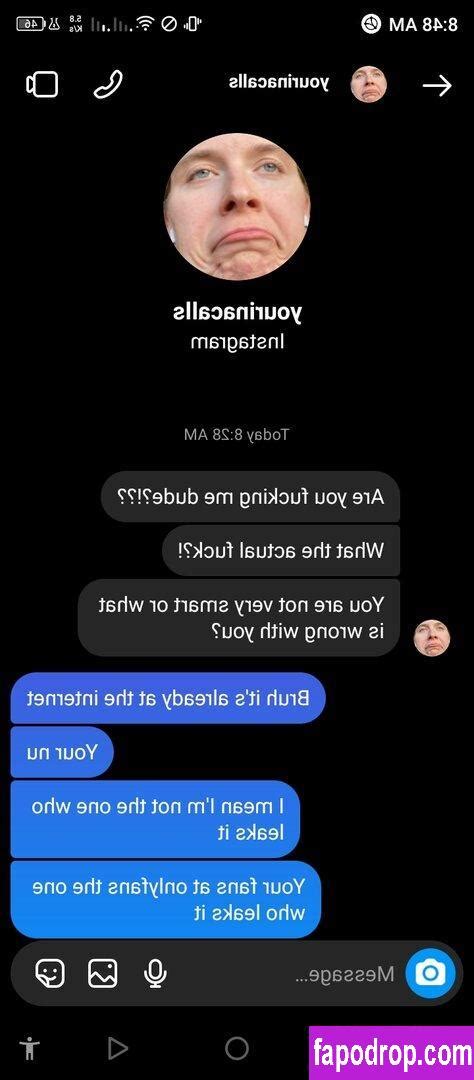 8:48 AM
5.8
K/s
46
yourinacalls
yourinacalls
Instagram
Today 8:28 AM
Are you fucking me dude?!??
What the actual fuck?!
You are not very smart or what
is wrong with you?
Bruh it's already at the internet
Your nu
I mean I'm not the one who
leaks it
Your fans at onlyfans the one
who leaks it
Message...
fapodrop.com